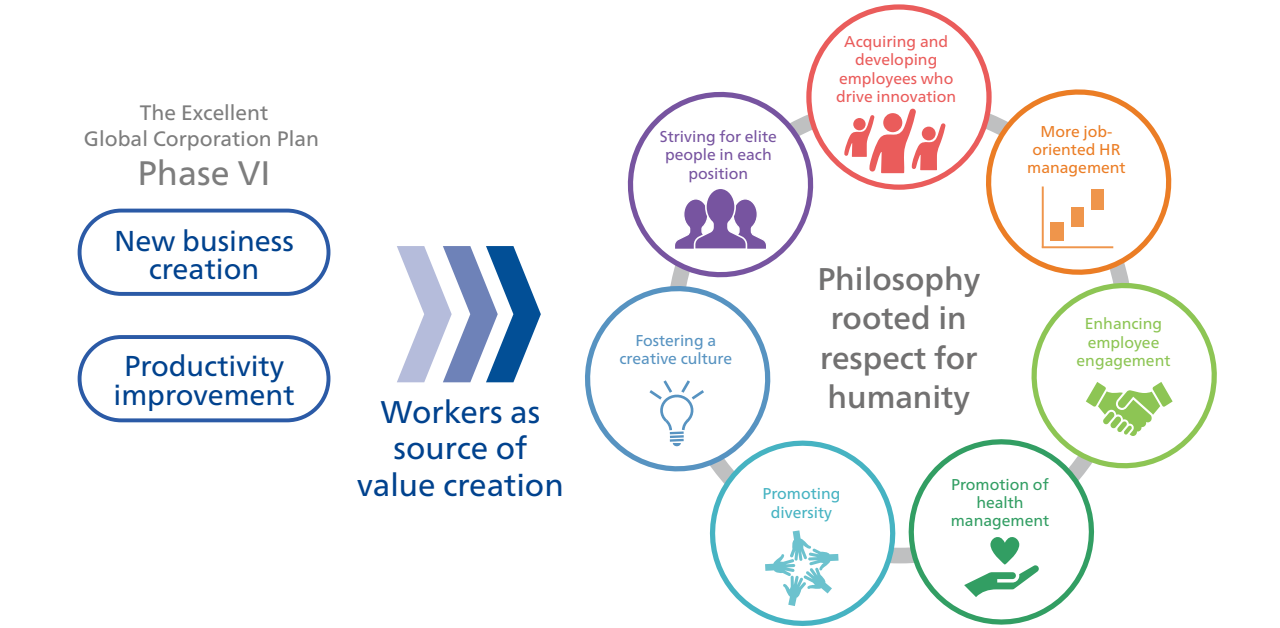 The Excellent
Global Corporation Plan
Phase VI
New business
creation
Productivity
improvement
Workers as
source of
value creation
Acquiring and
developing
employees who
drive innovation
More job-
oriented HR
management
Enhancing
employee
engagement
Promotion of
health
management
Promoting
diversity
Fostering a
creative culture
Striving for elite
people in each
position
Philosophy
rooted in
respect for
humanity